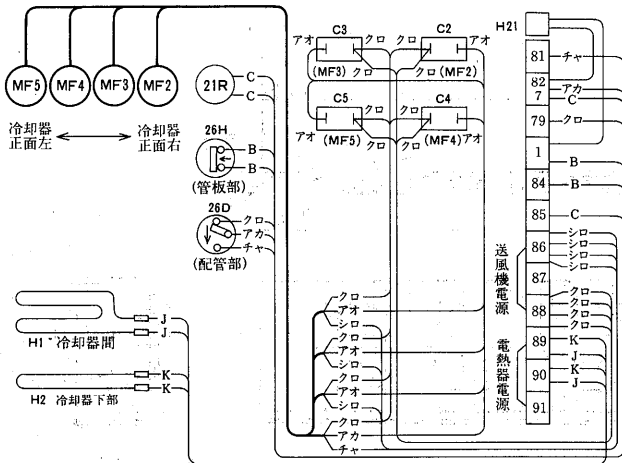 C3
C2
H21
アオ
クロ
クロ
アオ
(MF3)
クロ
クロ
(MF2)
81
チャ
82
アカ
7
C
79
クロ
1
B
84
B
85
C
86
シロ
シロ
シロ
シロ
87
88
クロ
クロ
クロ
クロ
89
K
J
90
K
J
91
送風機電源
電熱器電源
MF5
MF4
MF3
MF2
21R
C
C
冷却器
正面左
冷却器
正面右
26H
B
B
(管板部)
26D
クロ
アカ
チャ
(配管部)
C5
クロ
クロ
C4
アオ
(MF5)
クロ
クロ
(MF4)
アオ
クロ
アオ
シロ
クロ
アオ
シロ
クロ
アオ
シロ
クロ
アカ
チャ
J
J
H1 冷却器間
K
K
H2 冷却器下部